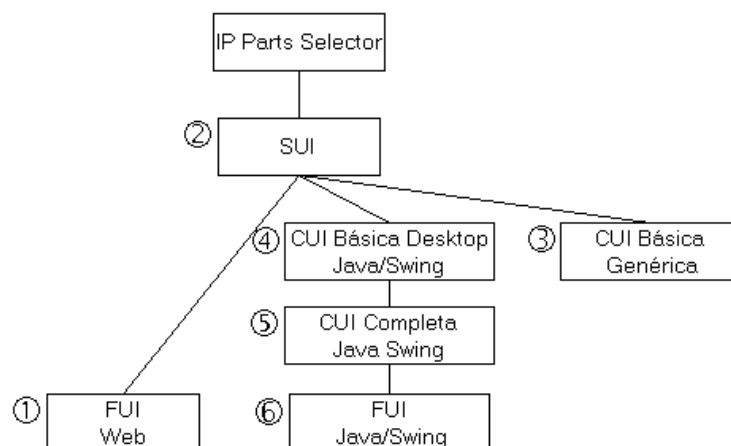 IP Parts Selector
②
SUI
④
CUI Básica Desktop
Java/Swing
③
CUI Básica
Genérica
⑤
CUI Completa
Java Swing
①
FUI
Web
⑥
FUI
Java/Swing